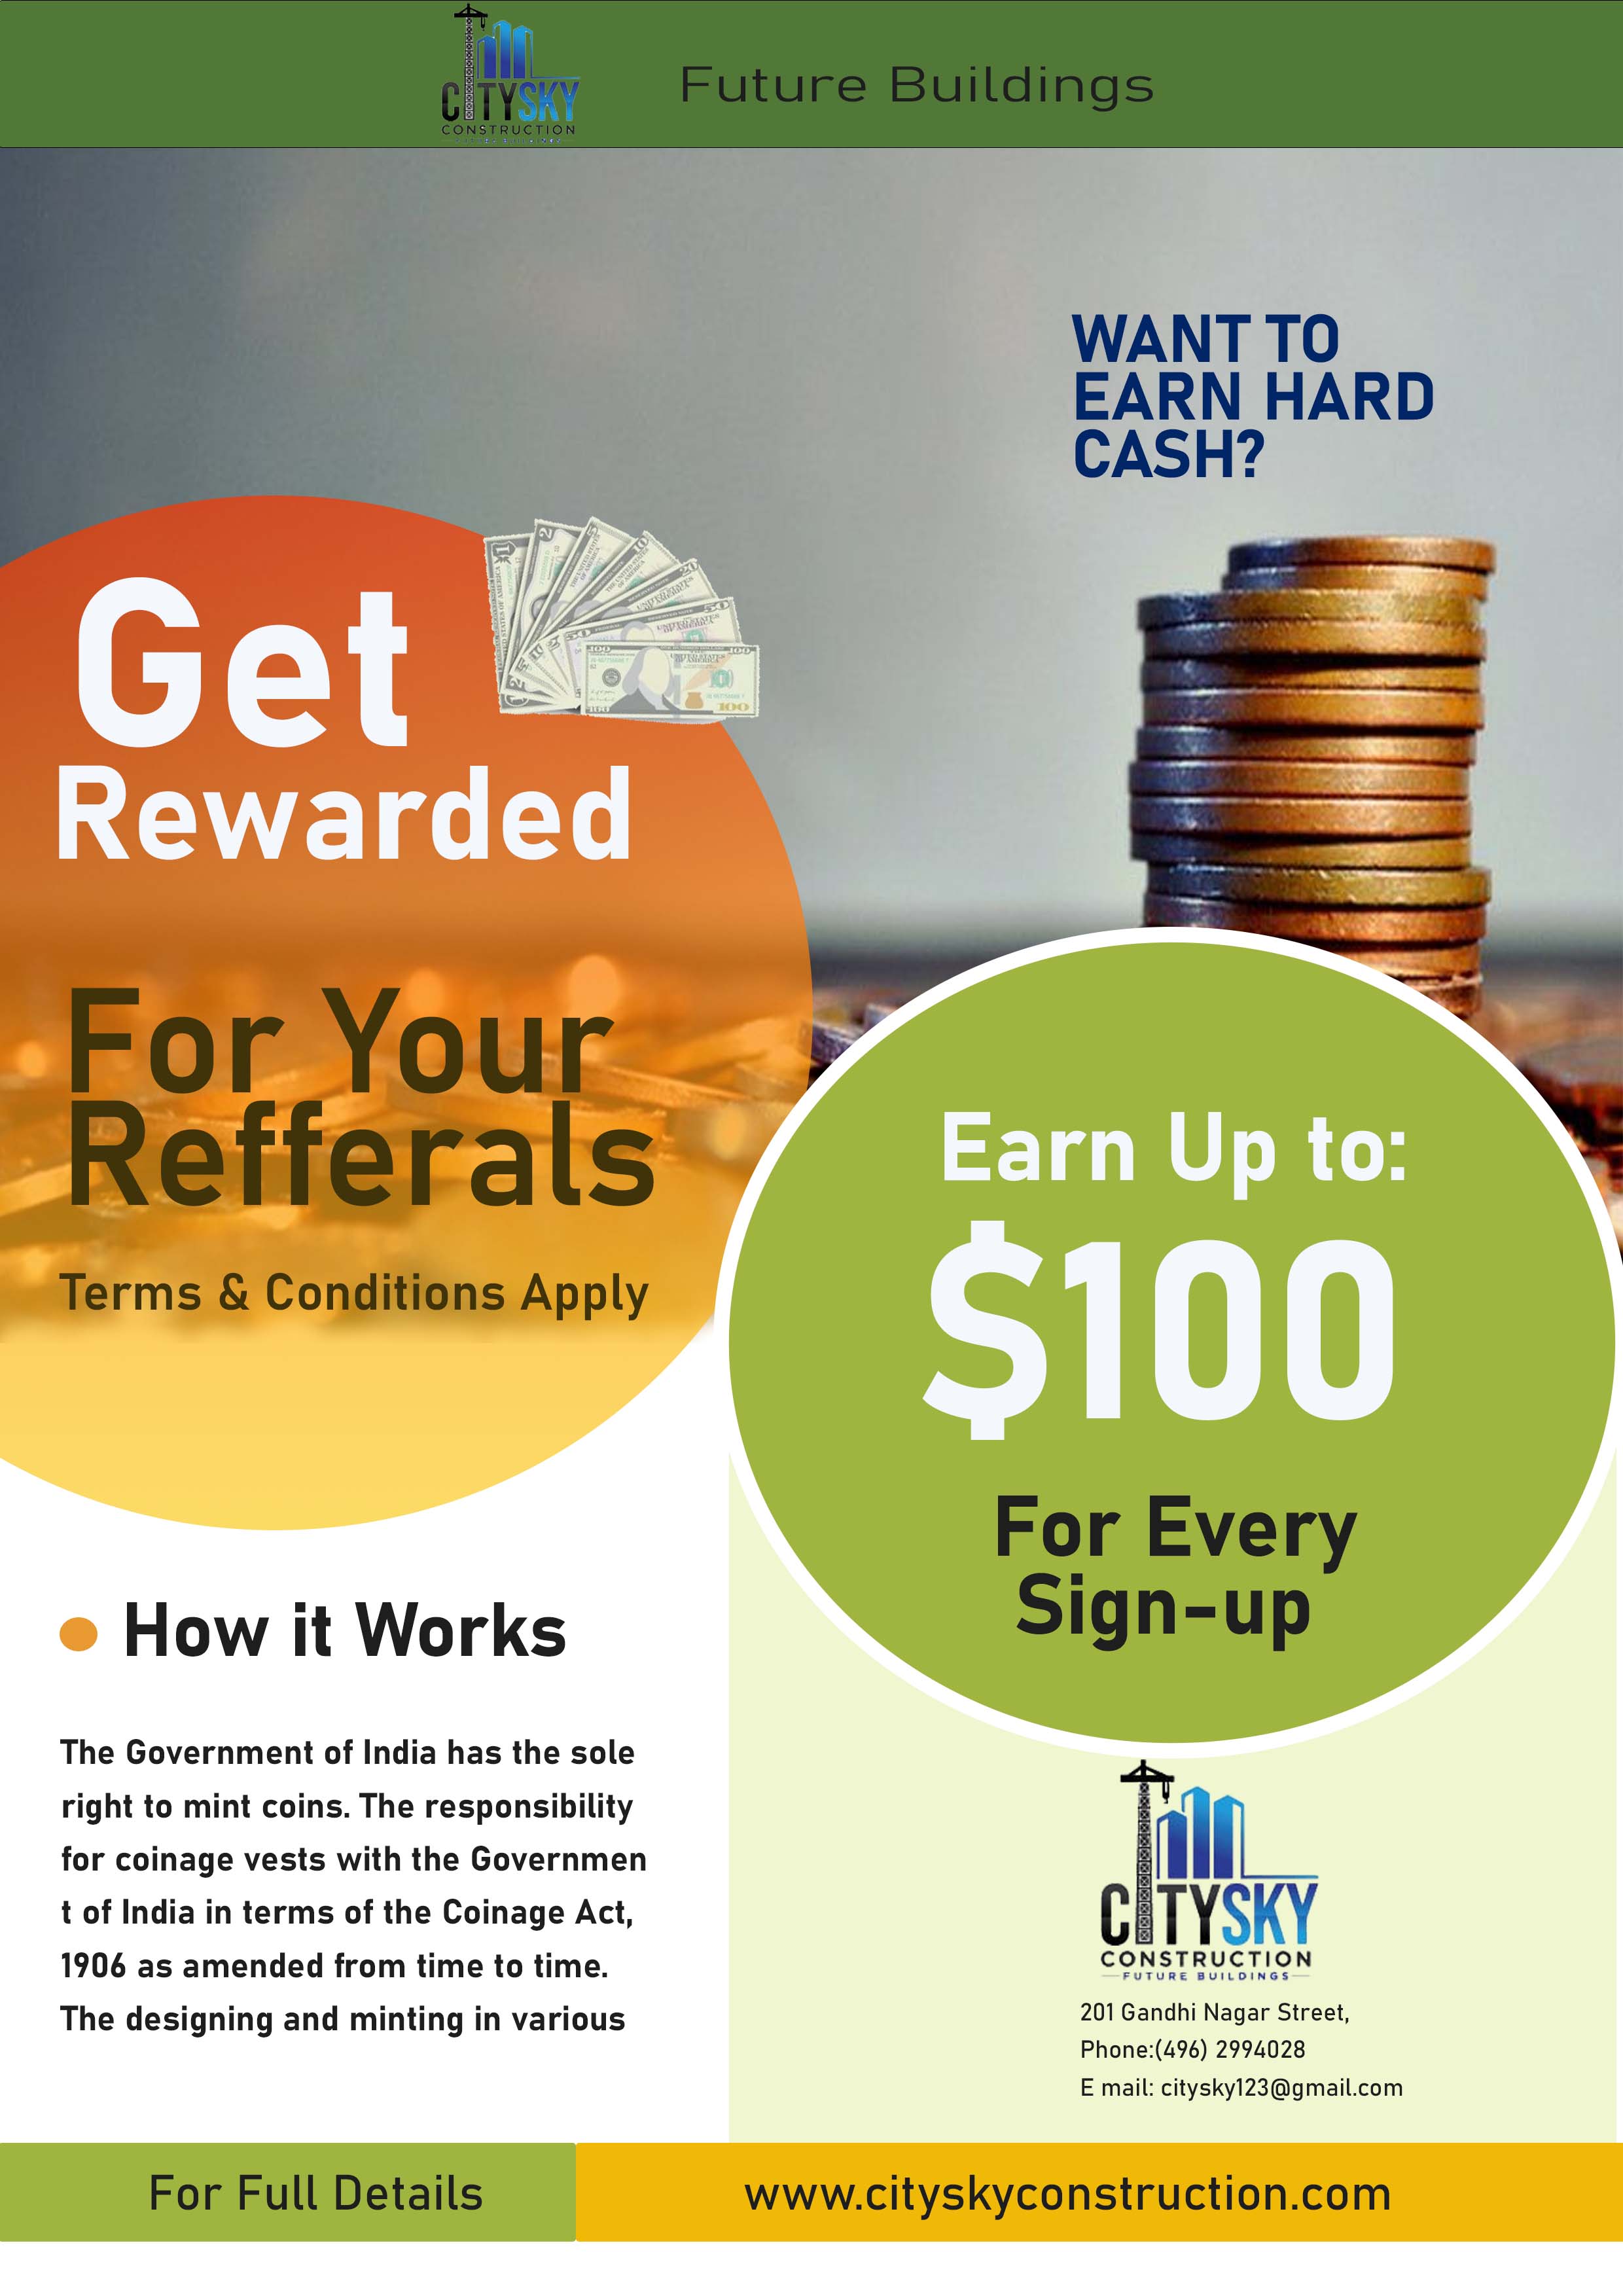 CITYSKY
CONSTRUCTION
FUTURE BUILDINGS
Future Buildings
WANT TO
EARN HARD
CASH?
Get
Rewarded
For Your
Refferals
Terms & Conditions Apply
Earn Up to:
$100
For Every
Sign-up
How it Works
The Government of India has the sole
right to mint coins. The responsibility
for coinage vests with the Governmen
t of India in terms of the Coinage Act,
1906 as amended from time to time.
The designing and minting in various
CITYSKY
CONSTRUCTION
FUTURE BUILDINGS
201 Gandhi Nagar Street,
Phone:(496) 2994028
E mail: citysky123@gmail.com
For Full Details
www.cityskyconstruction.com